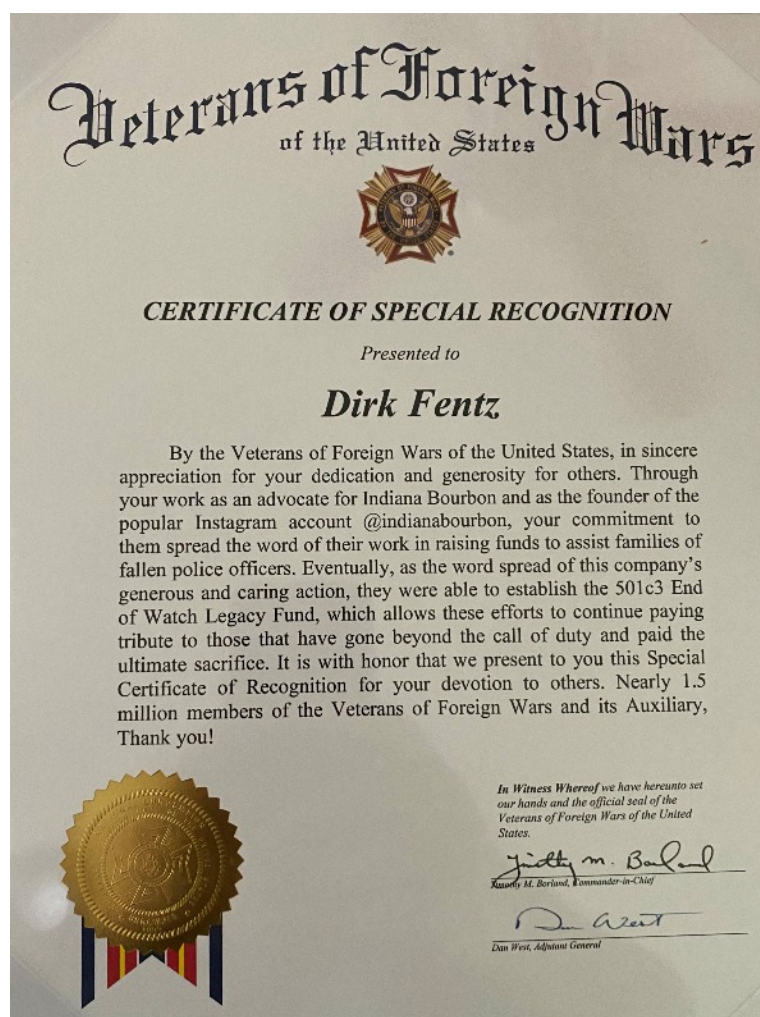 Veterans of Foreign Wars
of the United States
CERTIFICATE OF SPECIAL RECOGNITION
Presented to
Dirk Fentz
By the Veterans of Foreign Wars of the United States, in sincere
appreciation for your dedication and generosity for others. Through
your work as an advocate for Indiana Bourbon and as the founder of the
popular Instagram account @indianabourbon, your commitment to
them spread the word of their work in raising funds to assist families of
fallen police officers. Eventually, as the word spread of this company's
generous and caring action, they were able to establish the 501c3 End
of Watch Legacy Fund, which allows these efforts to continue paying
tribute to those that have gone beyond the call of duty and paid the
ultimate sacrifice. It is with honor that we present to you this Special
Certificate of Recognition for your devotion to others. Nearly 1.5
million members of the Veterans of Foreign Wars and its Auxiliary,
Thank you!
In Witness Whereof we have hereunto set
our hands and the official seal of the
Veterans of Foreign Wars of the United
States.
Timothy M. Borland
Timothy M. Borland, Commander-in-Chief
Dan West
Dan West, Adjutant General